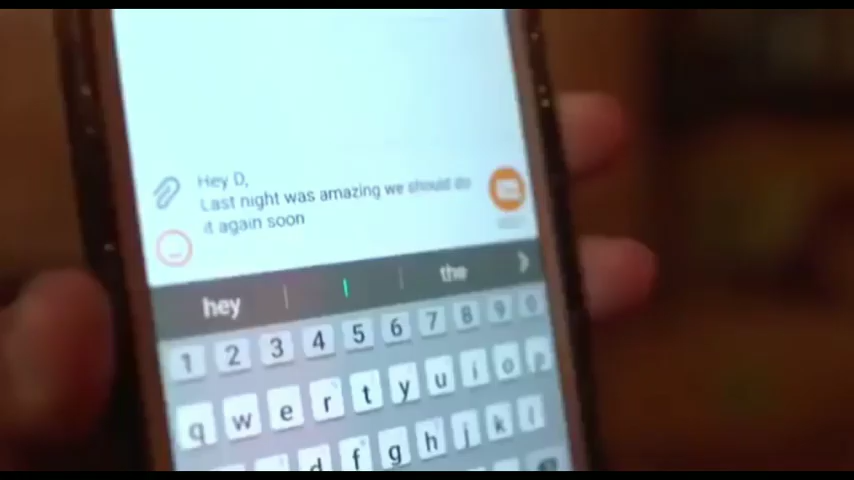 Hey D,
Last night was amazing we should do
it again soon
hey the
1 2 3 4 5 6 7 8 9 0
q w e r t y u i o p
d f g h j k l